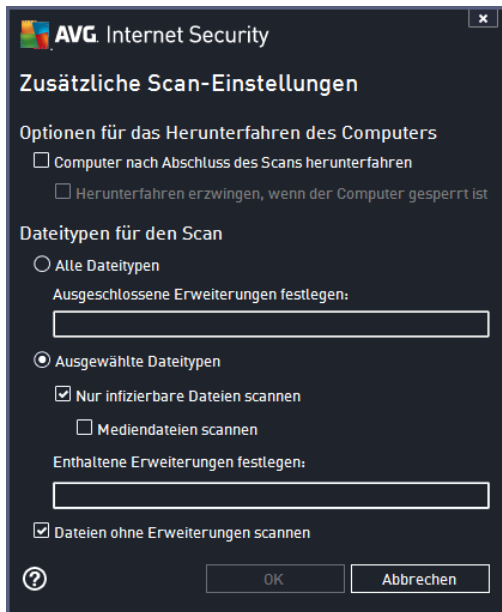 AVG. Internet Security
Zusätzliche Scan-Einstellungen
Optionen für das Herunterfahren des Computers
Computer nach Abschluss des Scans herunterfahren
Herunterfahren erzwingen, wenn der Computer gesperrt ist
Dateitypen für den Scan
Alle Dateitypen
Ausgeschlossene Erweiterungen festlegen:
Ausgewählte Dateitypen
Nur infizierbare Dateien scannen
Mediendateien scannen
Enthaltene Erweiterungen festlegen:
Dateien ohne Erweiterungen scannen
OK
Abbrechen